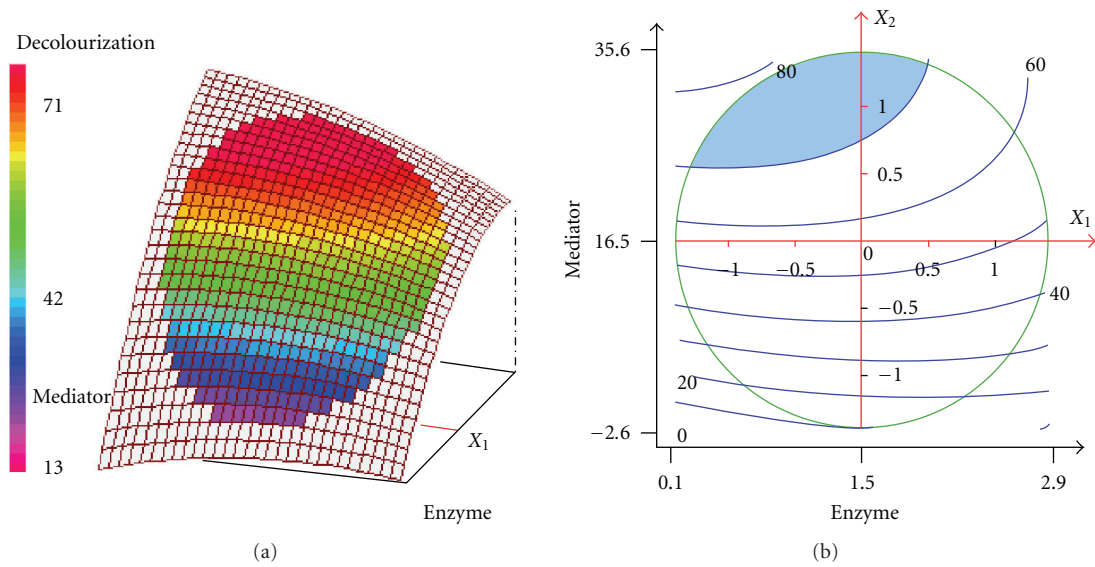 Decolourization
71
42
Mediator
13
X1
Enzyme
(a)
X2
35.6
80
60
1
0.5
Mediator
16.5
X1
0
−1
−0.5
0.5
1
−0.5
40
−1
20
−2.6
0
0.1
1.5
2.9
Enzyme
(b)